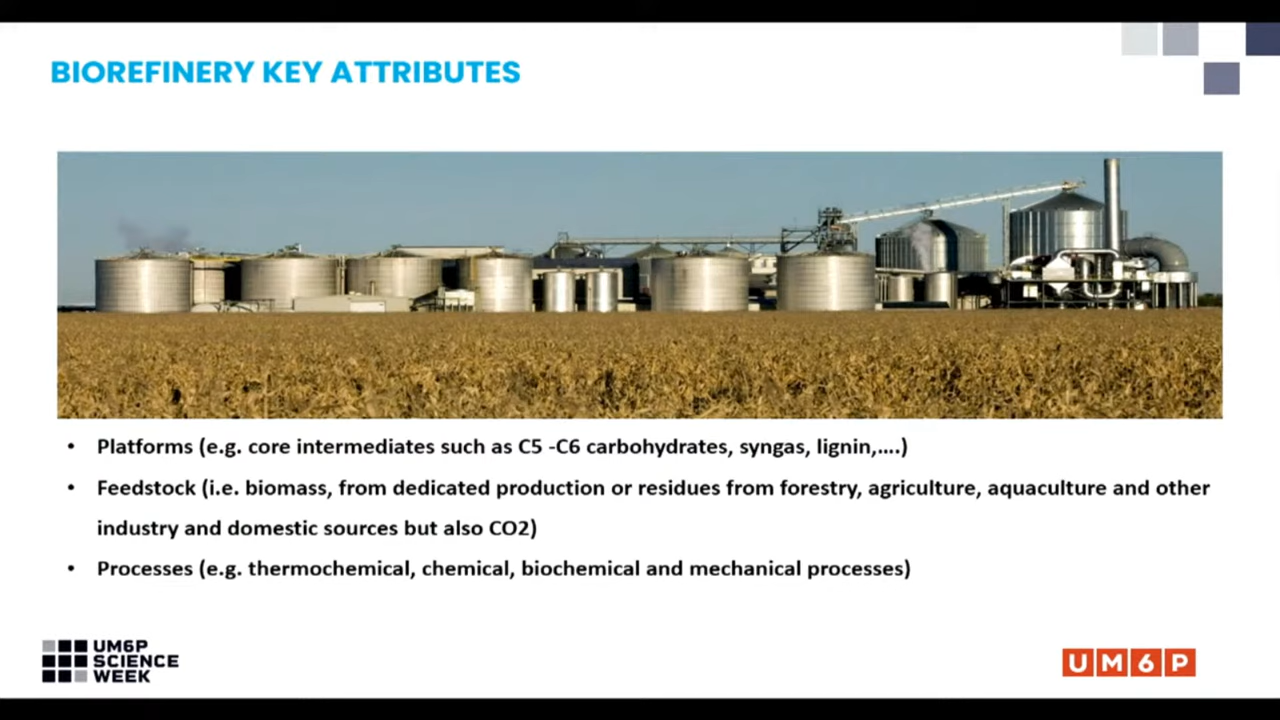 BIOREFINERY KEY ATTRIBUTES
• Platforms (e.g. core intermediates such as C5 -C6 carbohydrates, syngas, lignin,....)
• Feedstock (i.e. biomass, from dedicated production or residues from forestry, agriculture, aquaculture and other
industry and domestic sources but also CO2)
• Processes (e.g. thermochemical, chemical, biochemical and mechanical processes)
UM6P
SCIENCE
WEEK
UM6P